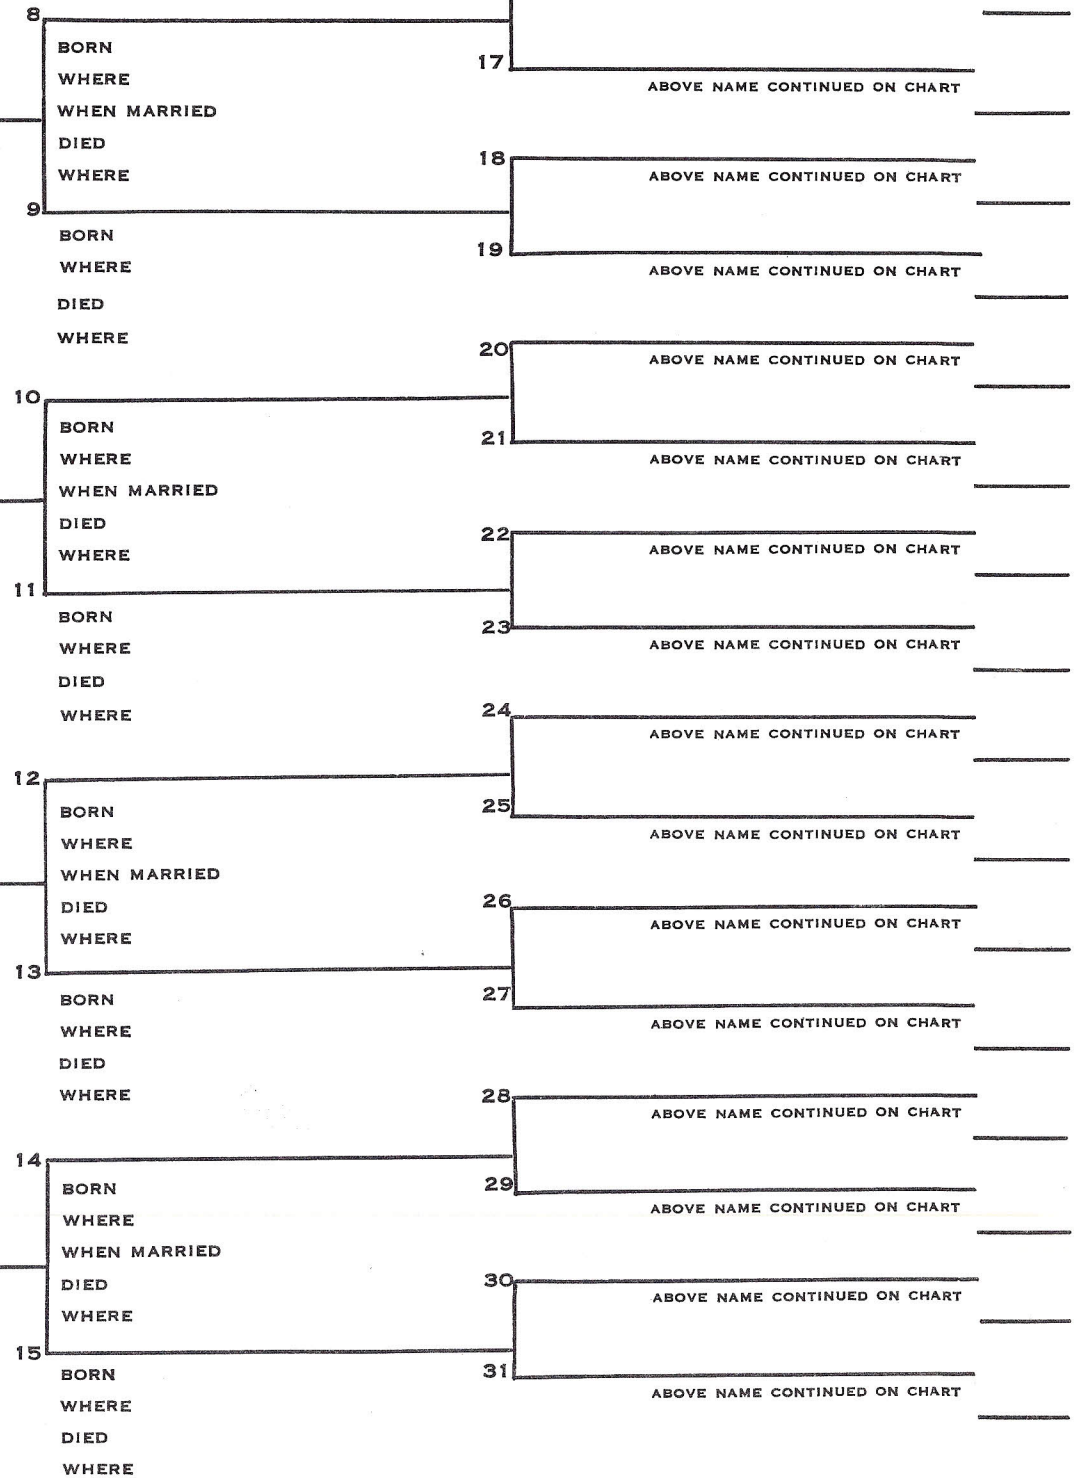 8
BORN
WHERE
WHEN MARRIED
DIED
WHERE
17
ABOVE NAME CONTINUED ON CHART
18
ABOVE NAME CONTINUED ON CHART
9
BORN
WHERE
DIED
WHERE
19
ABOVE NAME CONTINUED ON CHART
20
ABOVE NAME CONTINUED ON CHART
10
BORN
WHERE
WHEN MARRIED
DIED
WHERE
21
ABOVE NAME CONTINUED ON CHART
22
ABOVE NAME CONTINUED ON CHART
11
BORN
WHERE
DIED
WHERE
23
ABOVE NAME CONTINUED ON CHART
24
ABOVE NAME CONTINUED ON CHART
12
BORN
WHERE
WHEN MARRIED
DIED
WHERE
25
ABOVE NAME CONTINUED ON CHART
26
ABOVE NAME CONTINUED ON CHART
13
BORN
WHERE
DIED
WHERE
27
ABOVE NAME CONTINUED ON CHART
28
ABOVE NAME CONTINUED ON CHART
14
BORN
WHERE
WHEN MARRIED
DIED
WHERE
29
ABOVE NAME CONTINUED ON CHART
30
ABOVE NAME CONTINUED ON CHART
15
BORN
WHERE
DIED
WHERE
31
ABOVE NAME CONTINUED ON CHART